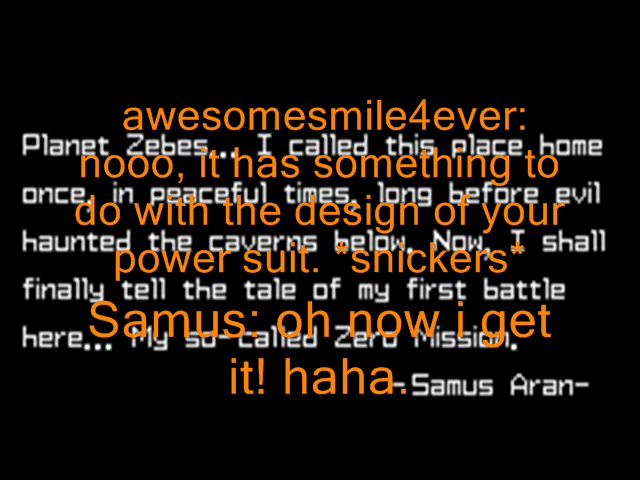 awesomesmile4ever:
Planet Zebes... I called this place home
nooo, it has something to
once, in peaceful times, long before evil
do with the design of your
haunted the caverns below. Now, I shall
power suit. *snickers*
finally tell the tale of my first battle
Samus: oh now i get
here... My so-called Zero Mission.
it! haha.
-Samus Aran-